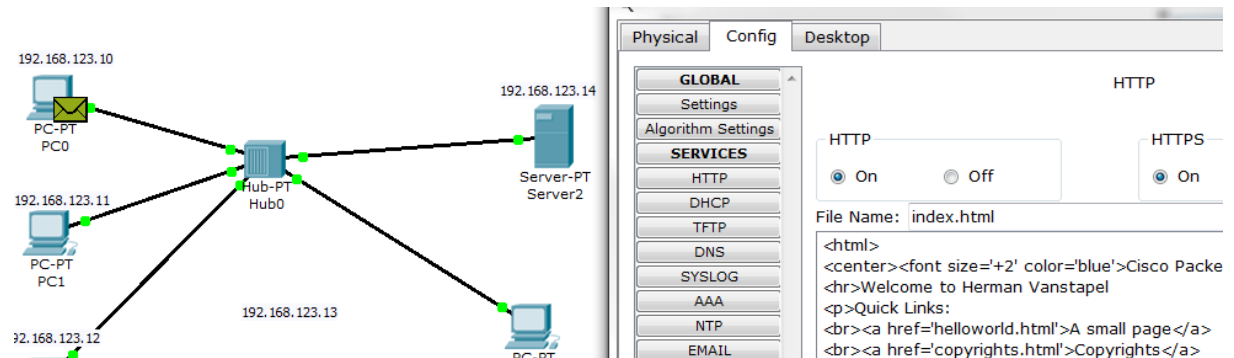 192.168.123.10
PC-PT
PC0
192.168.123.14
Server-PT
Server2
Hub-PT
Hub0
192.168.123.11
PC-PT
PC1
192.168.123.13
92.168.123.12
PC-PT
Physical
Config
Desktop
GLOBAL
Settings
Algorithm Settings
SERVICES
HTTP
DHCP
TFTP
DNS
SYSLOG
AAA
NTP
EMAIL
HTTP
HTTP
On
Off
HTTPS
On
File Name: index.html
<html>
<center><font size='+2' color='blue'>Cisco Packe
<hr>Welcome to Herman Vanstapel
<p>Quick Links:
<br><a href='helloworld.html'>A small page</a>
<br><a href='copyrights.html'>Copyrights</a>